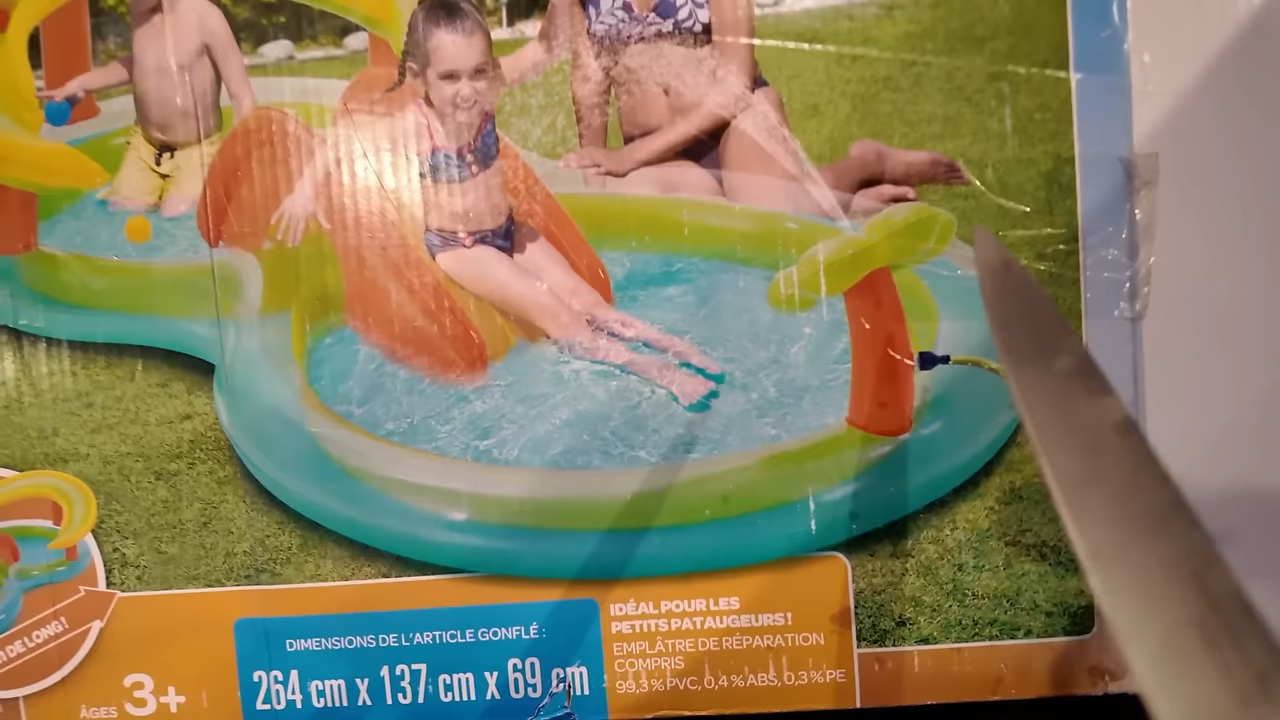 DE LONG!
ÂGES 3+
DIMENSIONS DE L'ARTICLE GONFLÉ :
264 cm x 137 cm x 69 cm
IDÉAL POUR LES
PETITS PATAUGEURS !
EMPLÂTRE DE RÉPARATION
COMPRIS
99,3% PVC, 0,4% ABS, 0,3% PE